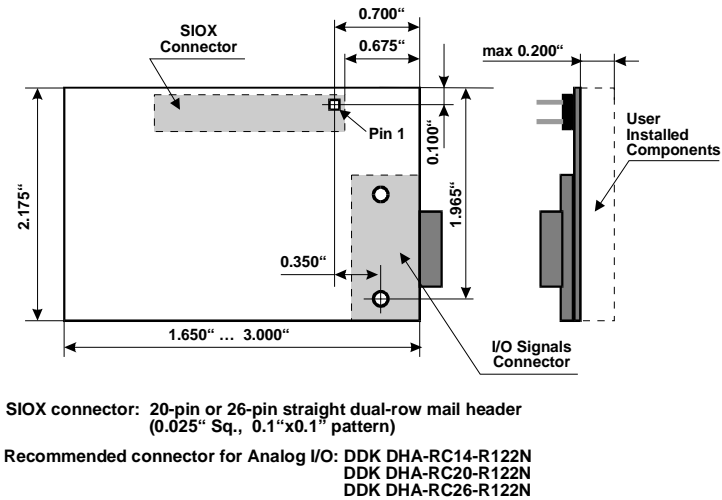 0.700“
SIOX
Connector
0.675“
max 0.200“
Pin 1
0.100“
User
Installed
Components
2.175“
1.965“
0.350“
1.650“ … 3.000“
I/O Signals
Connector
SIOX connector: 20-pin or 26-pin straight dual-row mail header
(0.025“ Sq., 0.1“x0.1” pattern)
Recommended connector for Analog I/O: DDK DHA-RC14-R122N
DDK DHA-RC20-R122N
DDK DHA-RC26-R122N